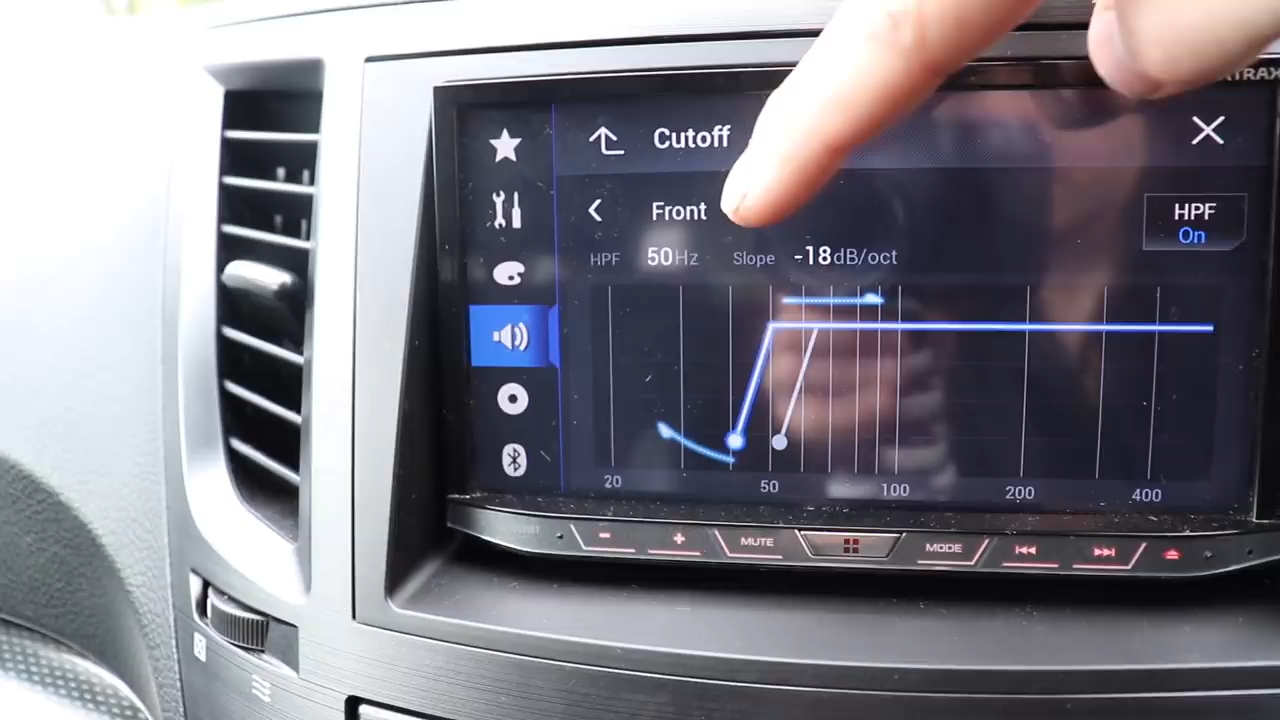 Cutoff
Front
HPF
On
HPF 50Hz Slope -18dB/oct
20 50 100 200 400
- + MUTE MODE